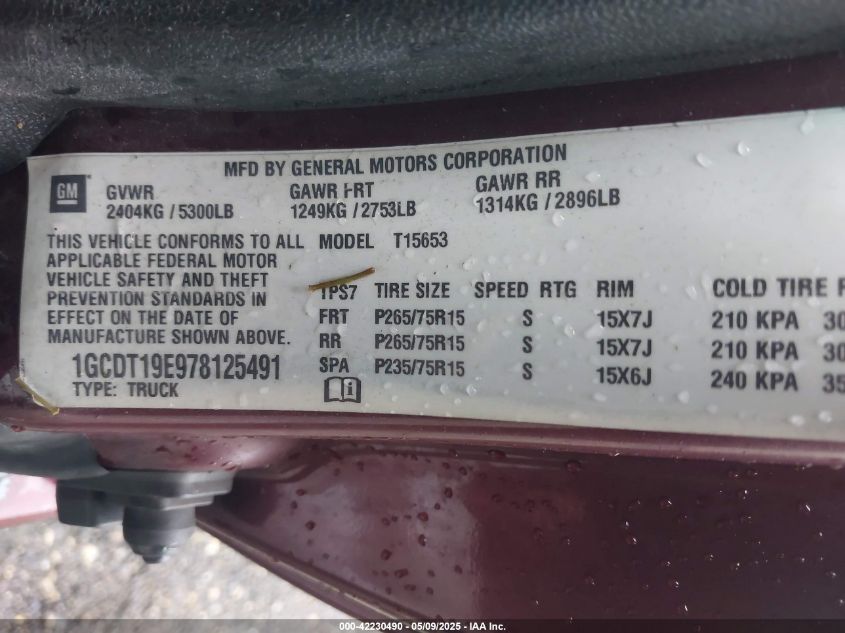 MFD BY GENERAL MOTORS CORPORATION
GM
GVWR GAWR FRT GAWR RR
2404KG / 5300LB 1249KG / 2753LB 1314KG / 2896LB
THIS VEHICLE CONFORMS TO ALL
APPLICABLE FEDERAL MOTOR
VEHICLE SAFETY AND THEFT
PREVENTION STANDARDS IN
EFFECT ON THE DATE OF
MANUFACTURE SHOWN ABOVE.
1GCDT19E978125491
TYPE: TRUCK
MODEL T15653
TPS7 TIRE SIZE SPEED RTG RIM COLD TIRE
FRT P265/75R15 S 15X7J 210 KPA 30
RR P265/75R15 S 15X7J 210 KPA 30
SPA P235/75R15 S 15X6J 240 KPA 35
000-42230490 - 05/09/2025 - IAA Inc.